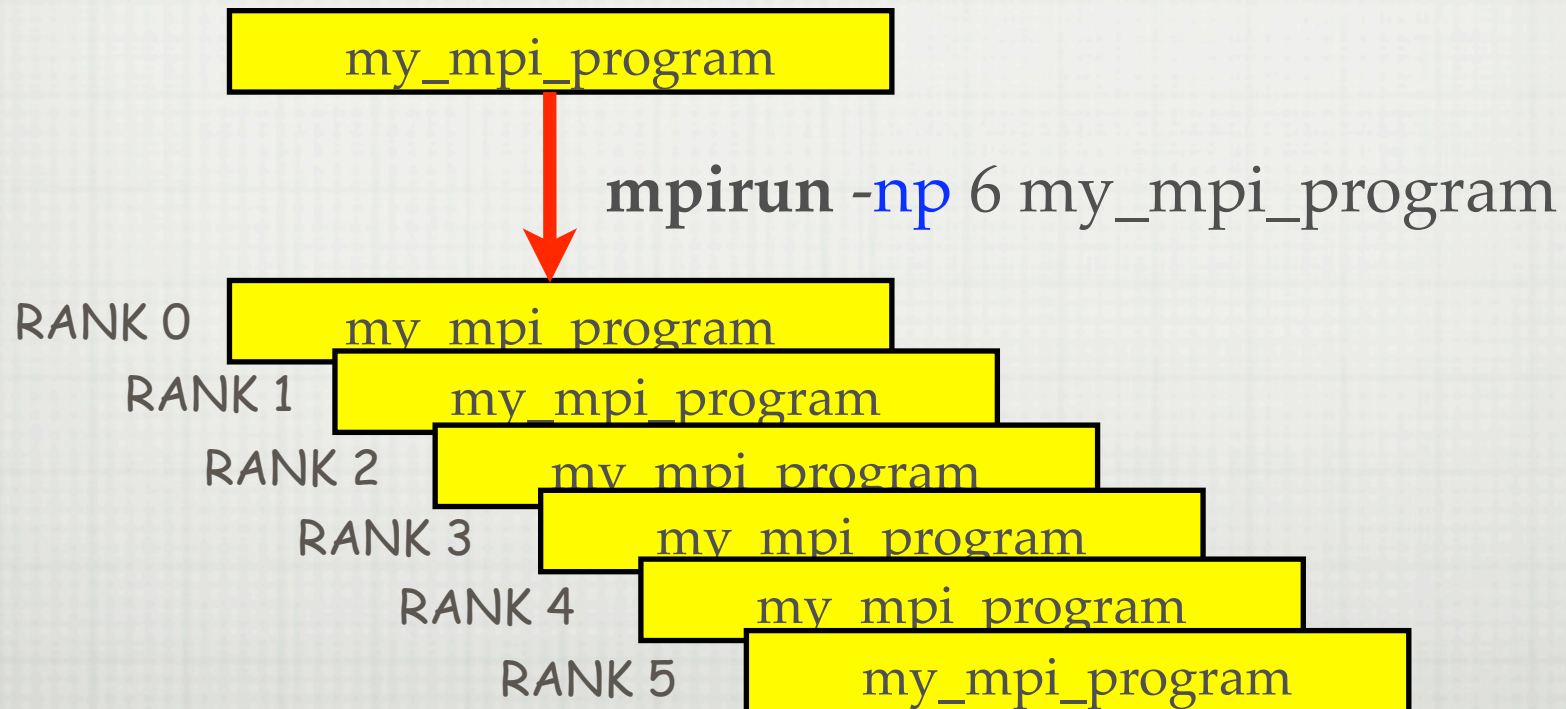 my_mpi_program
mpirun -np 6 my_mpi_program
RANK 0 my_mpi_program
RANK 1 my_mpi_program
RANK 2 my_mpi_program
RANK 3 my_mpi_program
RANK 4 my_mpi_program
RANK 5 my_mpi_program